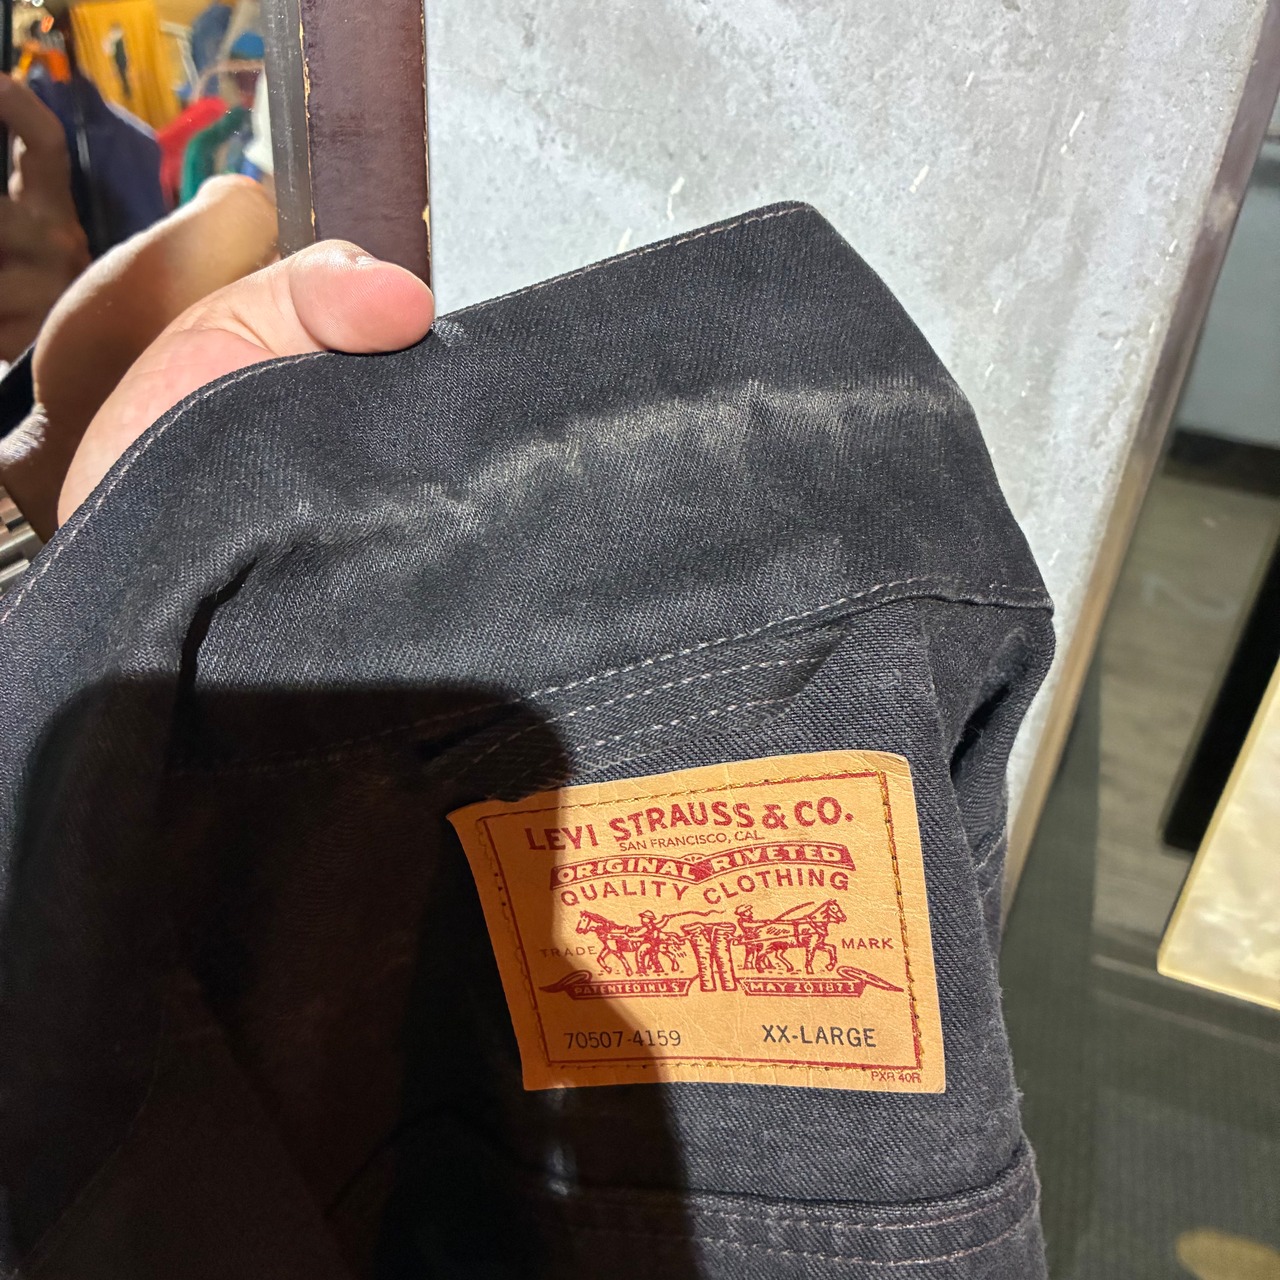 LEVI STRAUSS & CO.
SAN FRANCISCO, CAL.
ORIGINAL RIVETED
QUALITY CLOTHING
TRADE MARK
PATENTED IN U.S. MAY 20 1873
70507-4159 XX-LARGE
PXR 40R